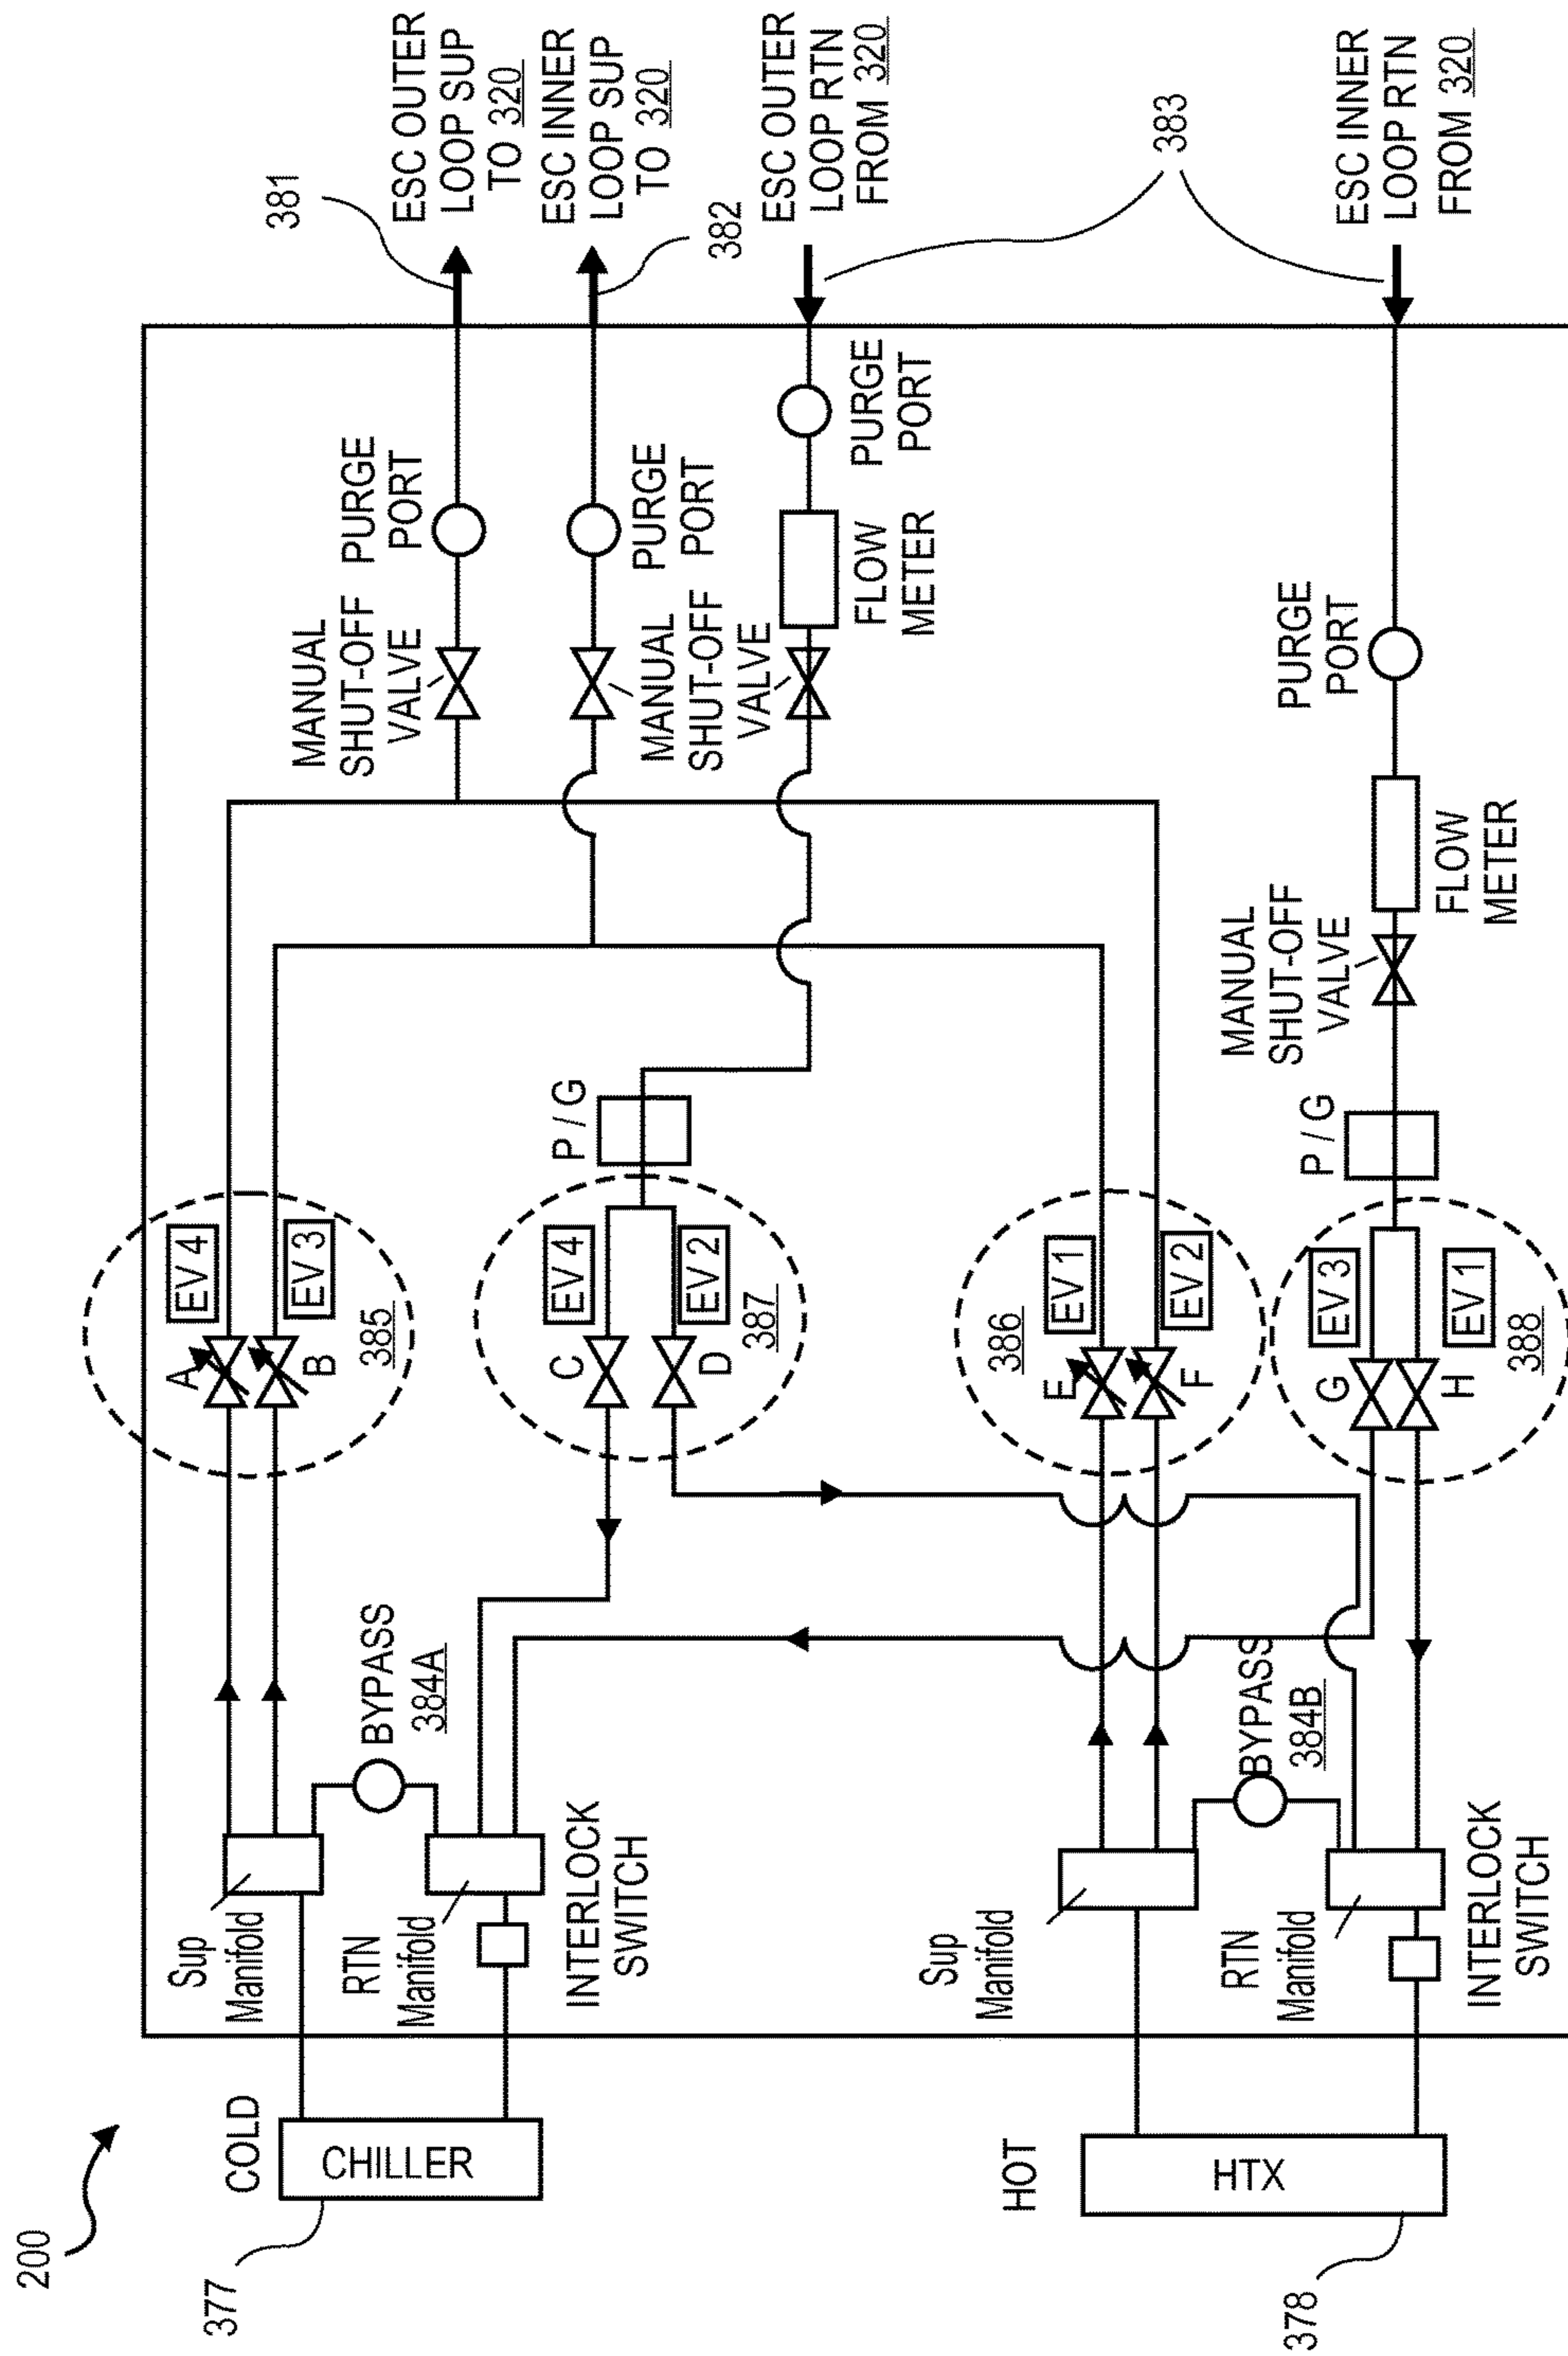 200
381
ESC OUTER
LOOP SUP
TO 320
ESC INNER
LOOP SUP
TO 320
382
ESC OUTER
LOOP RTN
FROM 320
383
ESC INNER
LOOP RTN
FROM 320
MANUAL
SHUT-OFF
VALVE
PURGE
PORT
MANUAL
SHUT-OFF
VALVE
PURGE
PORT
FLOW
METER
PURGE
PORT
MANUAL
SHUT-OFF
VALVE
FLOW
METER
PURGE
PORT
P / G
P / G
A
EV 4
B
EV 3
385
C
EV 4
D
EV 2
387
E
EV 1
F
EV 2
386
G
EV 3
H
EV 1
388
BYPASS
384A
BYPASS
384B
Sup
Manifold
RTN
Manifold
INTERLOCK
SWITCH
Sup
Manifold
RTN
Manifold
INTERLOCK
SWITCH
COLD
CHILLER
377
HOT
HTX
378